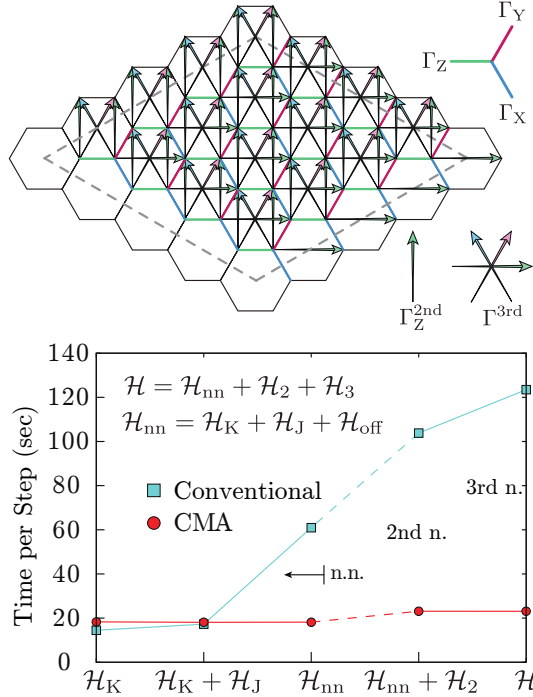 Γ_Y
Γ_Z
Γ_X
Γ_Z^2nd
Γ^3rd
140
120
100
80
60
40
20
0
Time per Step (sec)
ℋ = ℋ_nn + ℋ_2 + ℋ_3
ℋ_nn = ℋ_K + ℋ_J + ℋ_off
Conventional
CMA
3rd n.
2nd n.
n.n.
ℋ_K
ℋ_K + ℋ_J
ℋ_nn
ℋ_nn + ℋ_2
ℋ